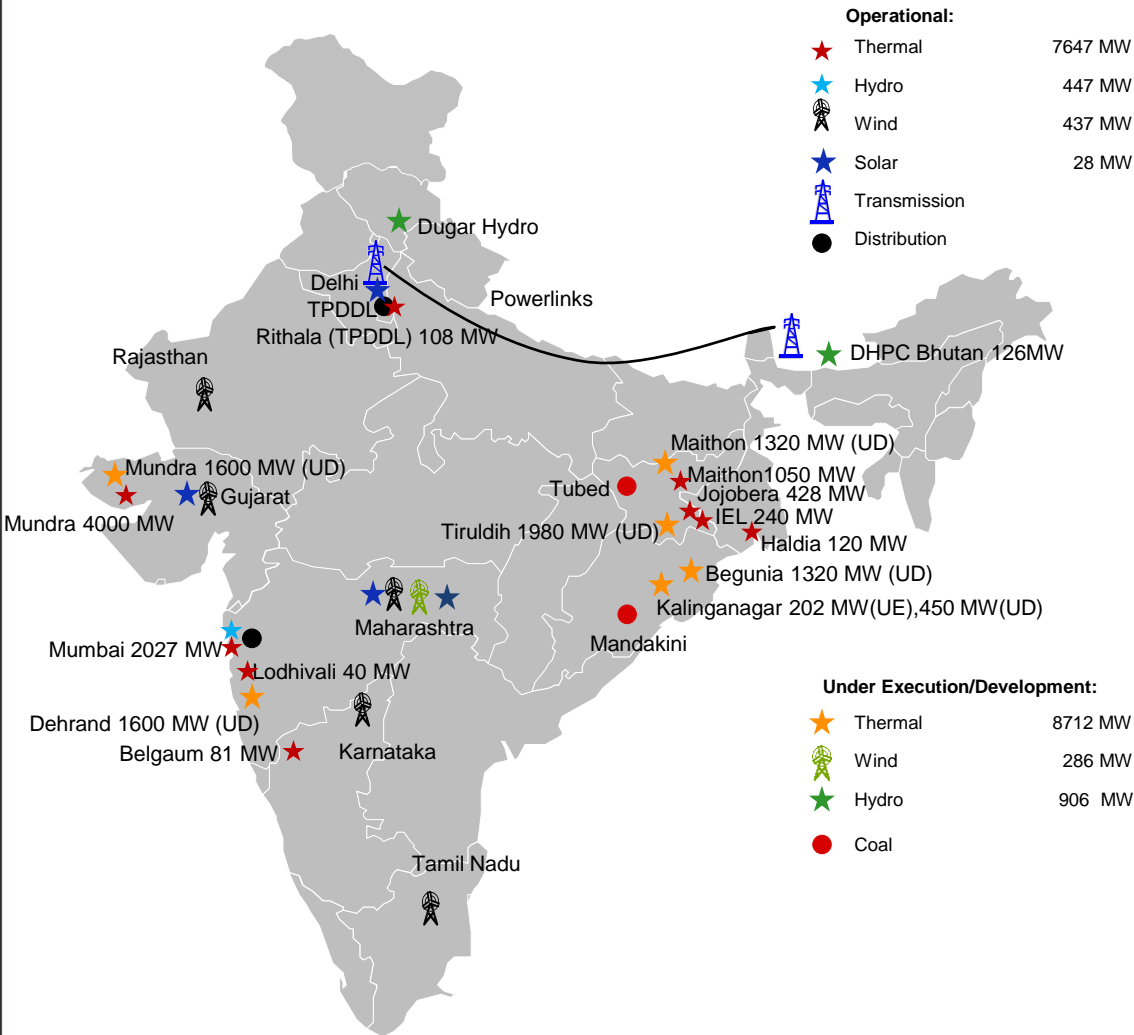 Operational:
Thermal 7647 MW
Hydro 447 MW
Wind 437 MW
Solar 28 MW
Transmission
Distribution
Dugar Hydro
Delhi
Powerlinks
TPDDL
Rithala (TPDDL) 108 MW
Rajasthan
DHPC Bhutan 126MW
Maithon 1320 MW (UD)
Mundra 1600 MW (UD)
Maithon1050 MW
Tubed
Jojobera 428 MW
Gujarat
IEL 240 MW
Mundra 4000 MW
Tiruldih 1980 MW (UD)
Haldia 120 MW
Begunia 1320 MW (UD)
Kalinganagar 202 MW(UE),450 MW(UD)
Maharashtra
Mandakini
Mumbai 2027 MW
Lodhivali 40 MW
Dehrand 1600 MW (UD)
Belgaum 81 MW
Karnataka
Tamil Nadu
Under Execution/Development:
Thermal 8712 MW
Wind 286 MW
Hydro 906 MW
Coal